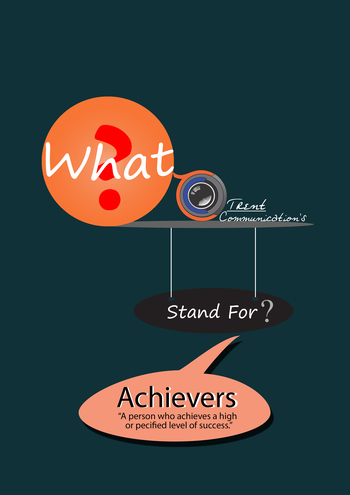 ?
What
Trent
Communication's
Stand For ?
Achievers
"A person who achieves a high
or pecified level of success."